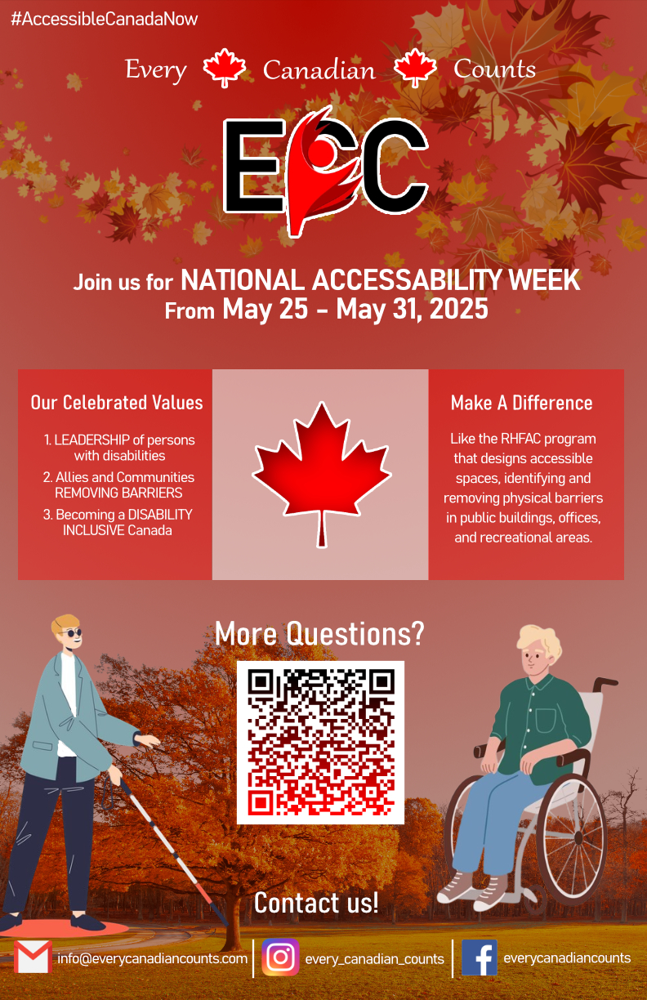 #AccessibleCanadaNow
Every Canadian Counts
ECC
Join us for NATIONAL ACCESSABILITY WEEK
From May 25 - May 31, 2025
Our Celebrated Values
1. LEADERSHIP of persons
with disabilities
2. Allies and Communities
REMOVING BARRIERS
3. Becoming a DISABILITY
INCLUSIVE Canada
Make A Difference
Like the RHFAC program
that designs accessible
spaces, identifying and
removing physical barriers
in public buildings, offices,
and recreational areas.
More Questions?
Contact us!
info@everycanadiancounts.com
every_canadian_counts
everycanadiancounts